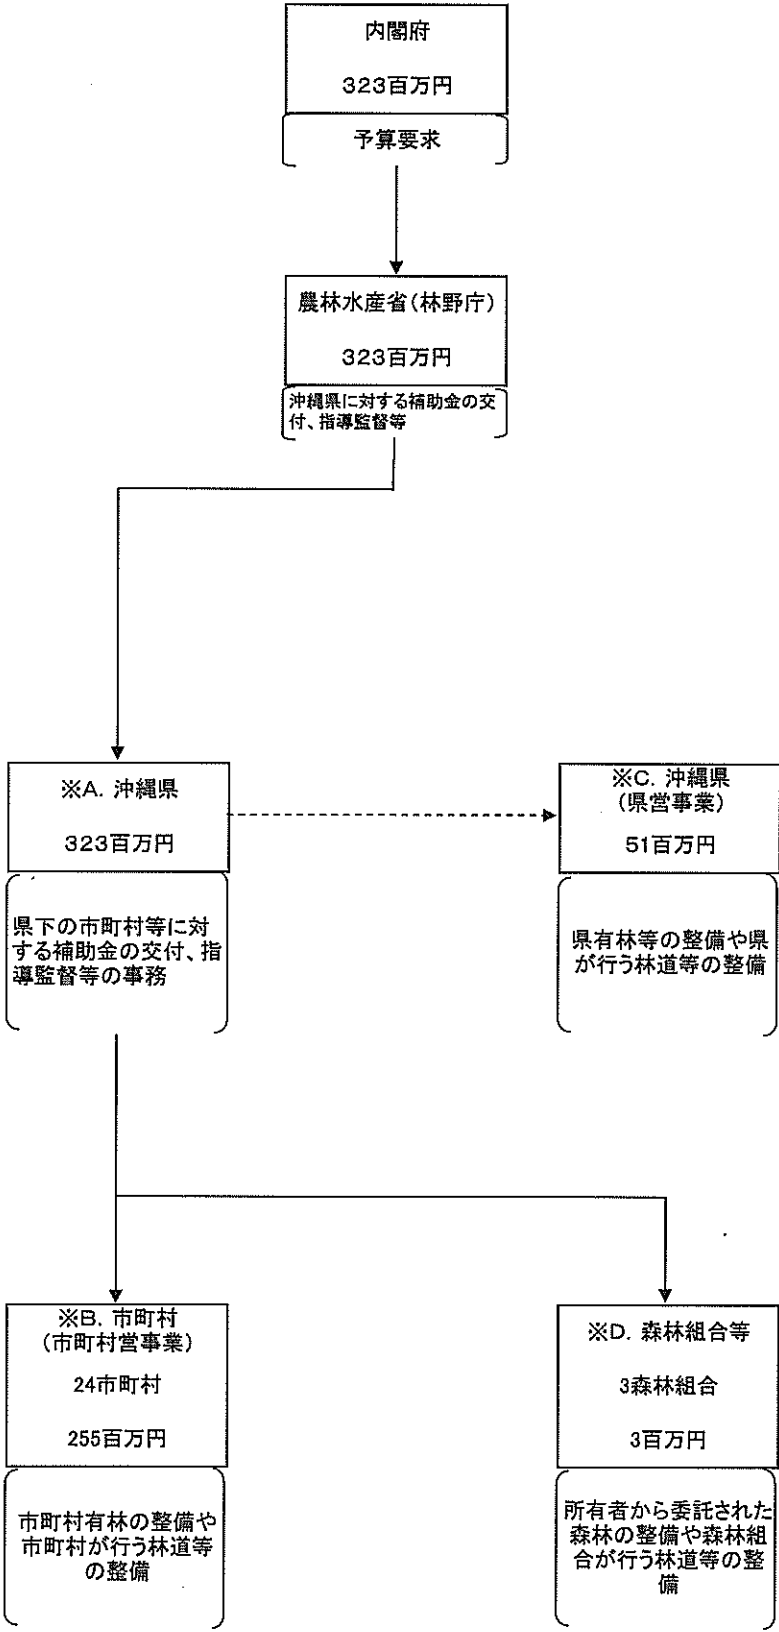 内閣府
323百万円
予算要求
農林水産省（林野庁）
323百万円
沖縄県に対する補助金の交
付、指導監督等
※A. 沖縄県
323百万円
県下の市町村等に対
する補助金の交付、指
導監督等の事務
※C. 沖縄県
（県営事業）
51百万円
県有林等の整備や県
が行う林道等の整備
※B. 市町村
（市町村営事業）
24市町村
255百万円
市町村有林の整備や
市町村が行う林道等
の整備
※D. 森林組合等
3森林組合
3百万円
所有者から委託された
森林の整備や森林組
合が行う林道等の整
備